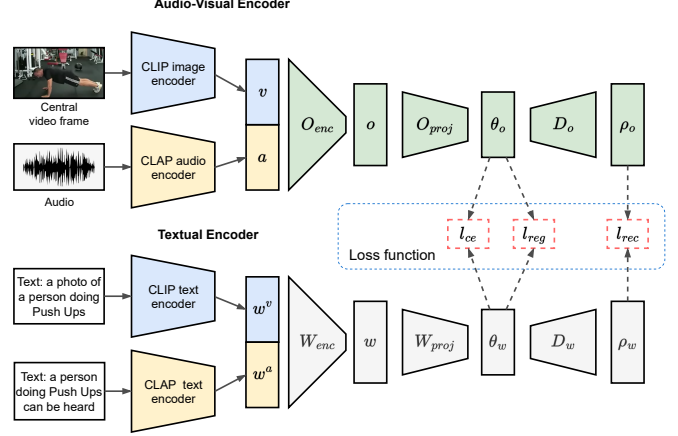 Audio-Visual Encoder
Central
video frame
CLIP image
encoder
v
O_enc
o
O_proj
θ_o
D_o
ρ_o
Audio
CLAP audio
encoder
a
l_ce
l_reg
l_rec
Loss function
Textual Encoder
Text: a photo of
a person doing
Push Ups
CLIP text
encoder
w^v
W_enc
w
W_proj
θ_w
D_w
ρ_w
Text: a person
doing Push Ups
can be heard
CLAP text
encoder
w^a